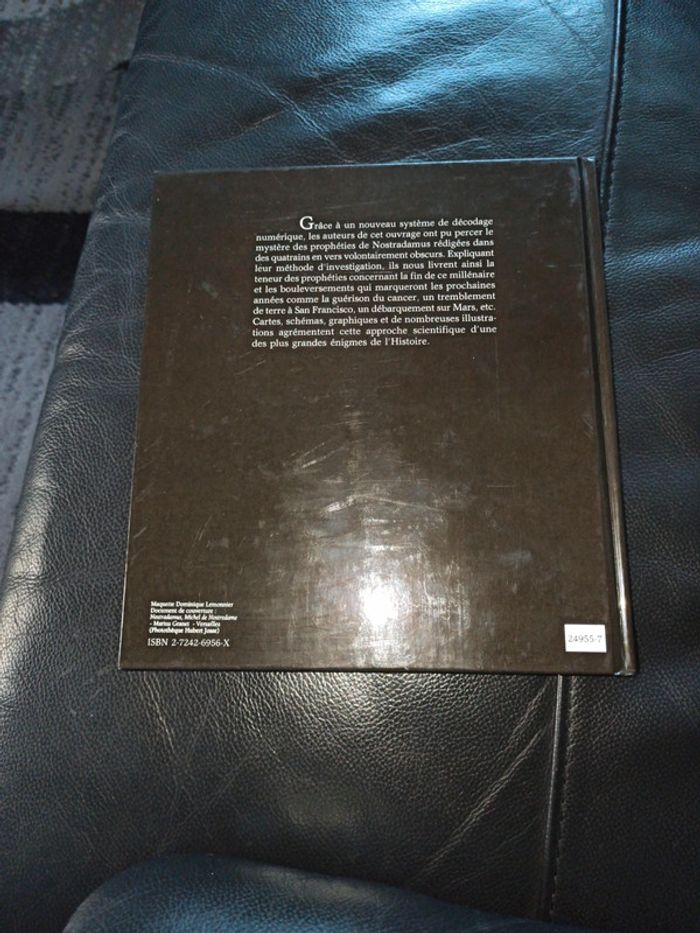 Grâce à un nouveau système de décodage
numérique, les auteurs de cet ouvrage ont pu percer le
mystère des prophéties de Nostradamus rédigées dans
des quatrains en vers volontairement obscurs. Expliquant
leur méthode d'investigation, ils nous livrent ainsi la
teneur des prophéties concernant la fin de ce millénaire
et les bouleversements qui marqueront les prochaines
années comme la guérison du cancer, un tremblement
de terre à San Francisco, un débarquement sur Mars, etc.
Cartes, schémas, graphiques et de nombreuses illustra-
tions agrémentent cette approche scientifique d'une
des plus grandes énigmes de l'Histoire.
Maquette Dominique Lemonnier
Document de couverture :
Nostradamus, Michel de Nostredame
- Marius Granet - Versailles
(Photothèque Hubert Josse)
ISBN 2-7242-6956-X
24955-7